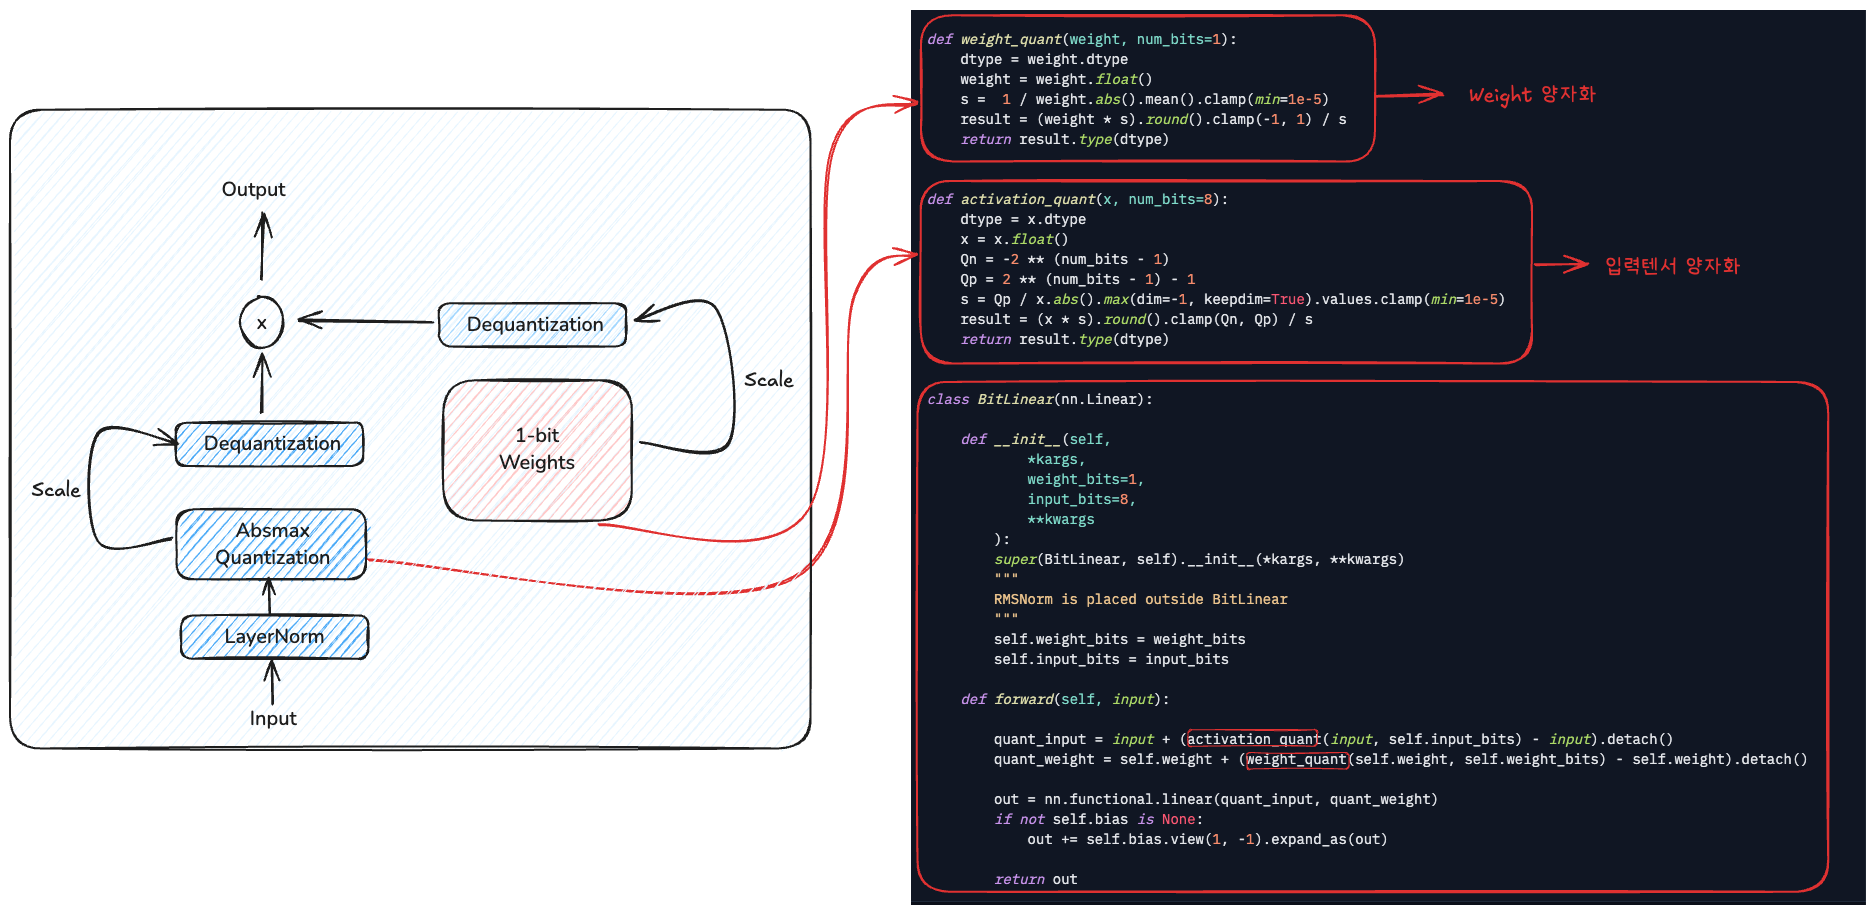 Output
x
Dequantization
Scale
1-bit
Weights
Dequantization
Scale
Absmax
Quantization
LayerNorm
Input
def weight_quant(weight, num_bits=1):
    dtype = weight.dtype
    weight = weight.float()
    s =  1 / weight.abs().mean().clamp(min=1e-5)
    result = (weight * s).round().clamp(-1, 1) / s
    return result.type(dtype)
Weight 양자화
def activation_quant(x, num_bits=8):
    dtype = x.dtype
    x = x.float()
    Qn = -2 ** (num_bits - 1)
    Qp = 2 ** (num_bits - 1) - 1
    s = Qp / x.abs().max(dim=-1, keepdim=True).values.clamp(min=1e-5)
    result = (x * s).round().clamp(Qn, Qp) / s
    return result.type(dtype)
입력텐서 양자화
class BitLinear(nn.Linear):
    def __init__(self,
            *kargs,
            weight_bits=1,
            input_bits=8,
            **kwargs
        ):
        super(BitLinear, self).__init__(*kargs, **kwargs)
        """
        RMSNorm is placed outside BitLinear
        """
        self.weight_bits = weight_bits
        self.input_bits = input_bits
    def forward(self, input):
        quant_input = input + (activation_quant(input, self.input_bits) - input).detach()
        quant_weight = self.weight + (weight_quant(self.weight, self.weight_bits) - self.weight).detach()
        out = nn.functional.linear(quant_input, quant_weight)
        if not self.bias is None:
            out += self.bias.view(1, -1).expand_as(out)
        return out